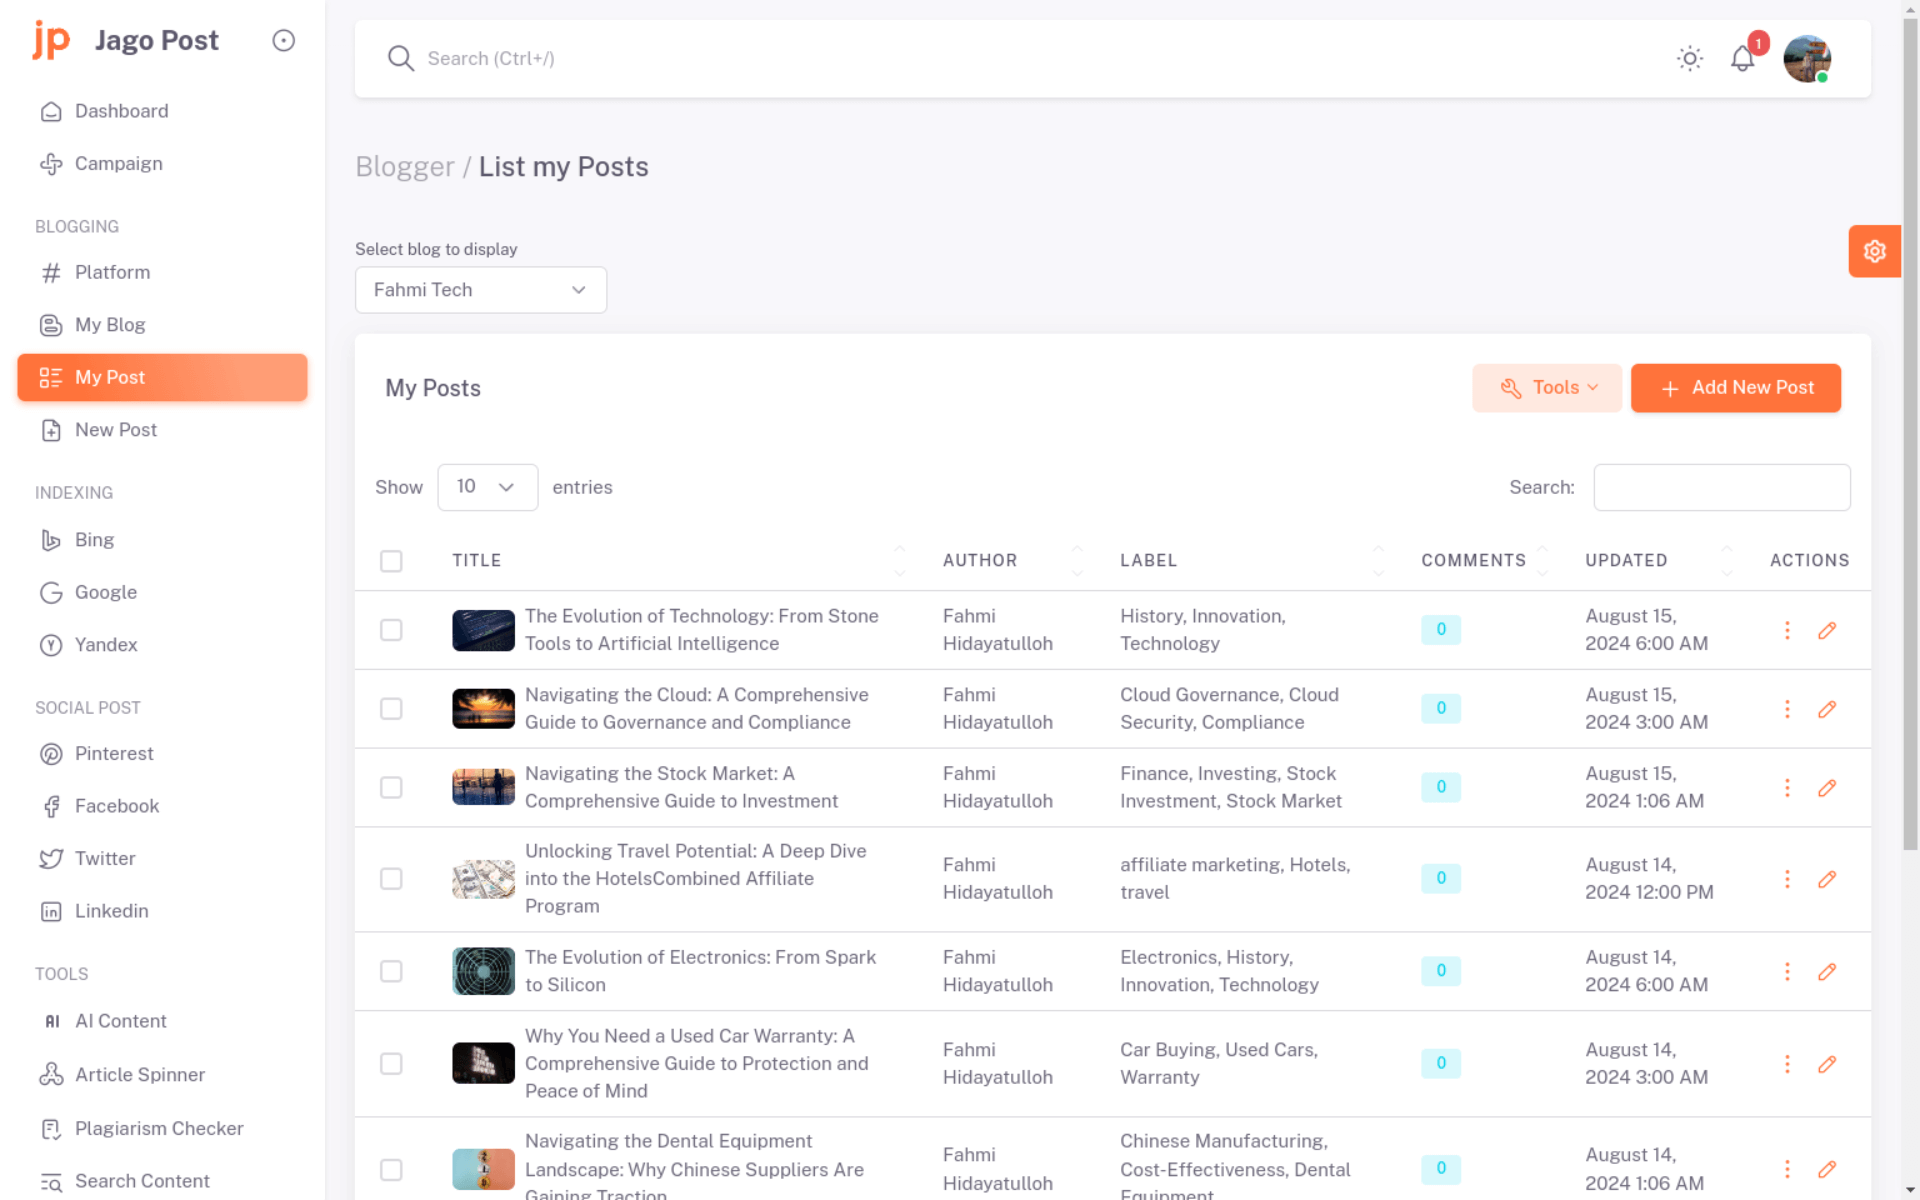 jp Jago Post
Dashboard
Campaign
BLOGGING
Platform
My Blog
My Post
New Post
INDEXING
Bing
Google
Yandex
SOCIAL POST
Pinterest
Facebook
Twitter
Linkedin
TOOLS
AI AI Content
Article Spinner
Plagiarism Checker
Search Content
Search (Ctrl+/)
1
Blogger / List my Posts
Select blog to display
Fahmi Tech
My Posts
Tools
Add New Post
Show 10 entries
Search:
TITLE AUTHOR LABEL COMMENTS UPDATED ACTIONS
The Evolution of Technology: From Stone
Tools to Artificial Intelligence
Fahmi
Hidayatulloh
History, Innovation,
Technology
0
August 15,
2024 6:00 AM
Navigating the Cloud: A Comprehensive
Guide to Governance and Compliance
Fahmi
Hidayatulloh
Cloud Governance, Cloud
Security, Compliance
0
August 15,
2024 3:00 AM
Navigating the Stock Market: A
Comprehensive Guide to Investment
Fahmi
Hidayatulloh
Finance, Investing, Stock
Investment, Stock Market
0
August 15,
2024 1:06 AM
Unlocking Travel Potential: A Deep Dive
into the HotelsCombined Affiliate
Program
Fahmi
Hidayatulloh
affiliate marketing, Hotels,
travel
0
August 14,
2024 12:00 PM
The Evolution of Electronics: From Spark
to Silicon
Fahmi
Hidayatulloh
Electronics, History,
Innovation, Technology
0
August 14,
2024 6:00 AM
Why You Need a Used Car Warranty: A
Comprehensive Guide to Protection and
Peace of Mind
Fahmi
Hidayatulloh
Car Buying, Used Cars,
Warranty
0
August 14,
2024 3:00 AM
Navigating the Dental Equipment
Landscape: Why Chinese Suppliers Are
Gaining Traction
Fahmi
Hidayatulloh
Chinese Manufacturing,
Cost-Effectiveness, Dental
Equipment
0
August 14,
2024 1:06 AM